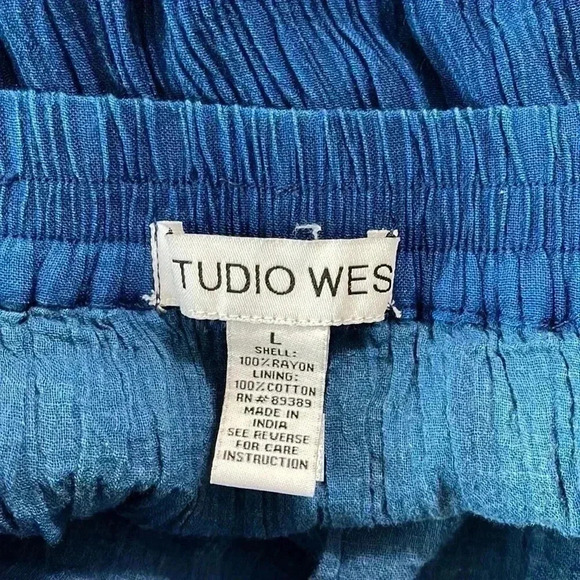 TUDIO WES
L
SHELL:
100%RAYON
LINING:
100%COTTON
RN#89389
MADE IN
INDIA
SEE REVERSE
FOR CARE
INSTRUCTION